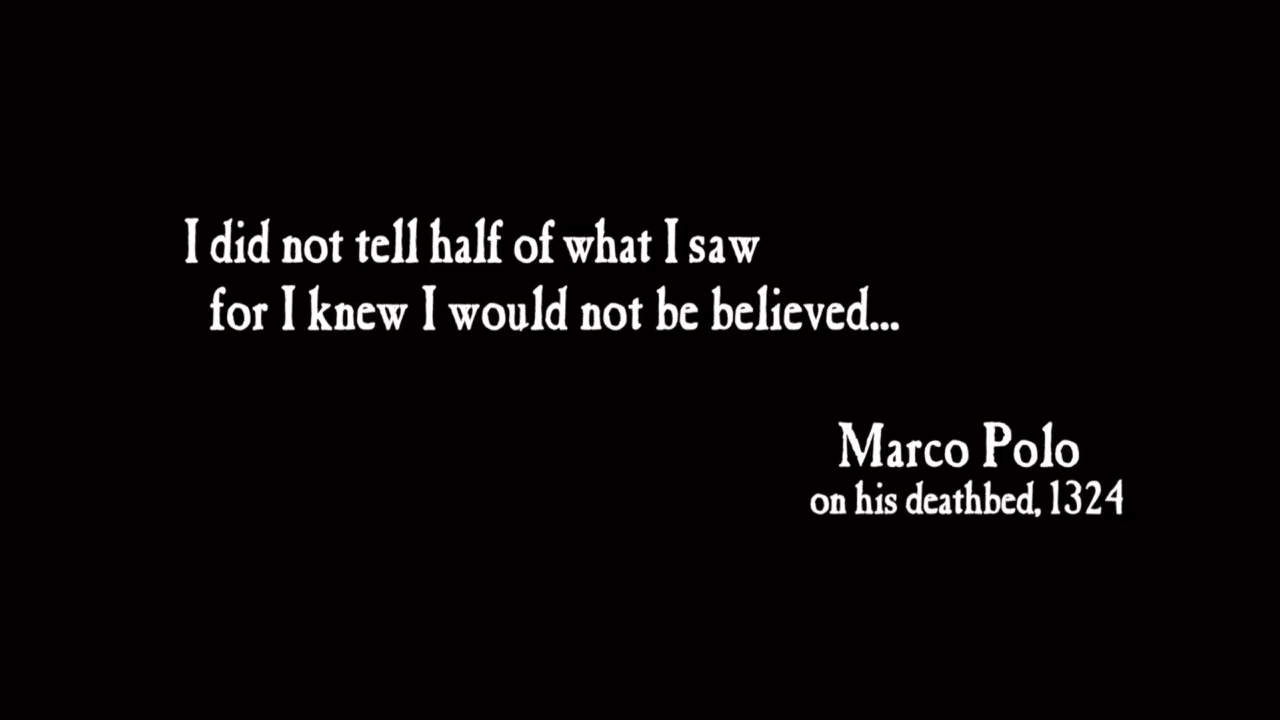 I did not tell half of what I saw
for I knew I would not be believed...
Marco Polo
on his deathbed, 1324